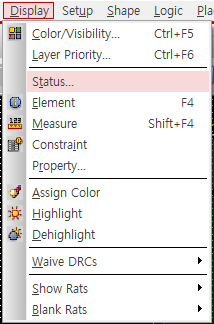 Display Setup Shape Logic Pla
Color/Visibility... Ctrl+F5
Layer Priority... Ctrl+F6
Status...
Element F4
Measure Shift+F4
Constraint
Property...
Assign Color
Highlight
Dehighlight
Waive DRCs
Show Rats
Blank Rats